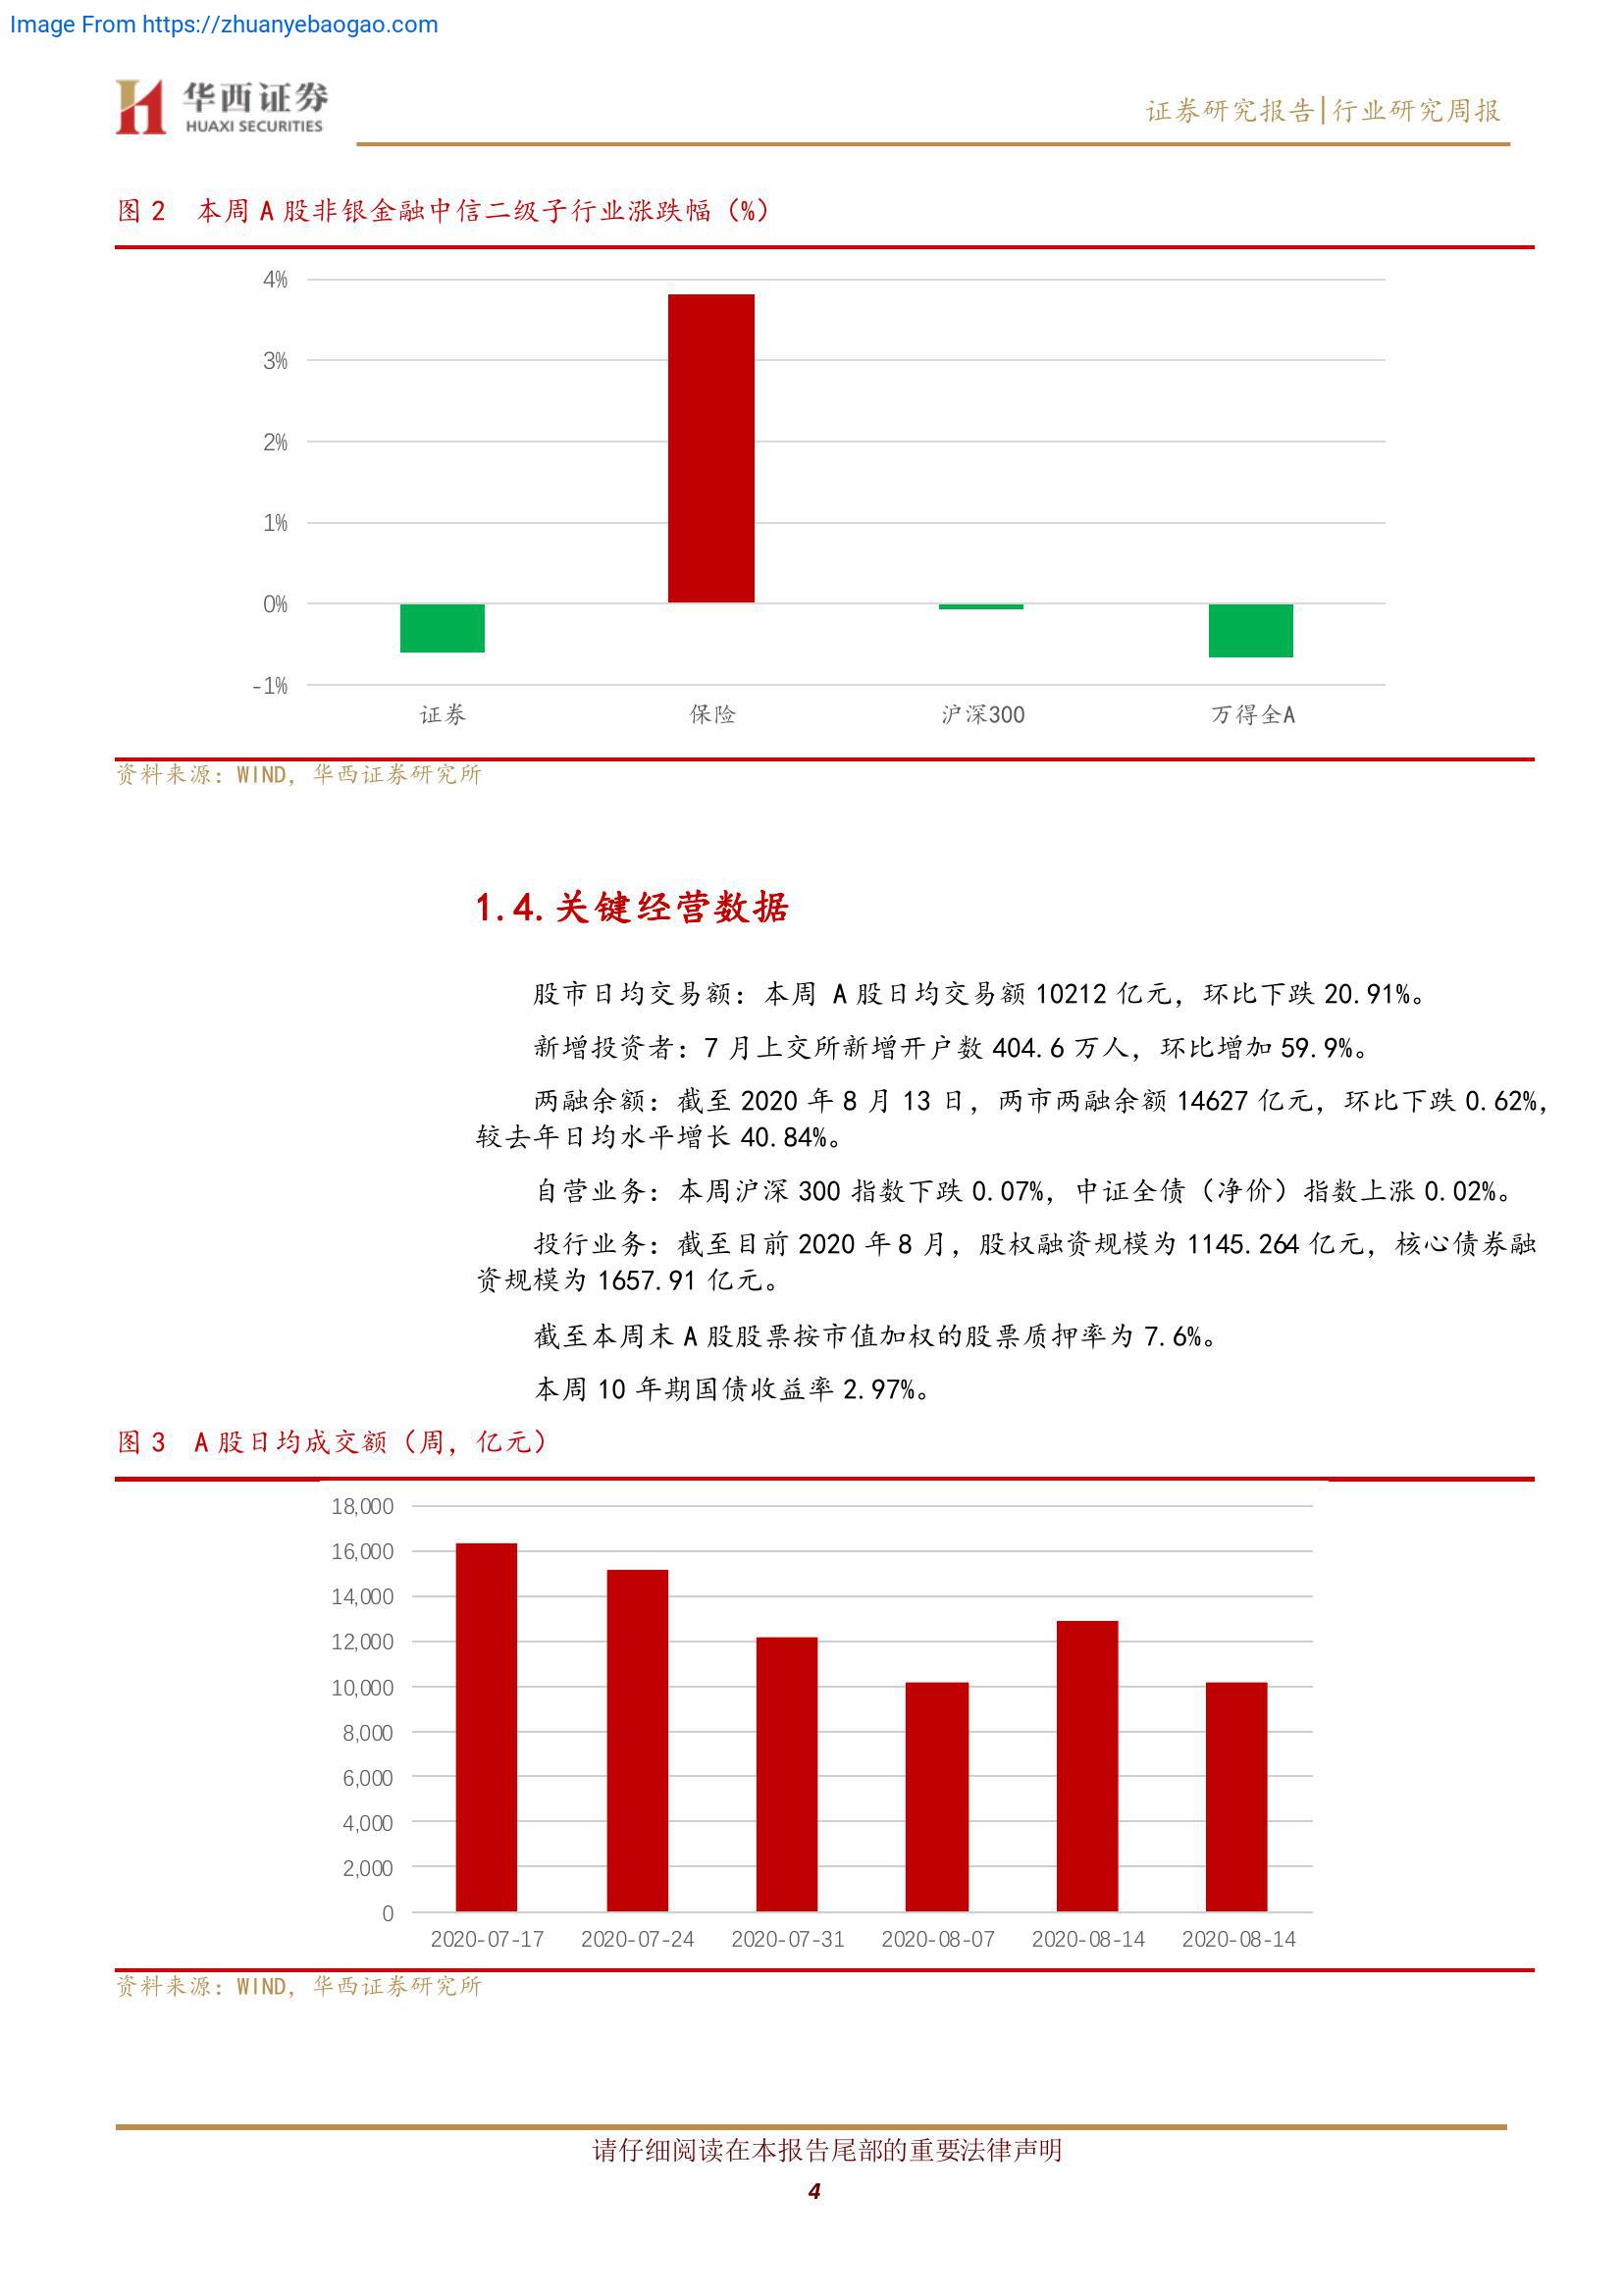 Image From https://zhuanyebaogao.com
华西证券
HUAXI SECURITIES
证券研究报告|行业研究周报
图 2 本周 A 股非银金融中信二级子行业涨跌幅（%）
4%
3%
2%
1%
0%
-1%
证券 保险 沪深300 万得全A
资料来源：WIND，华西证券研究所
1.4.关键经营数据
股市日均交易额：本周 A 股日均交易额 10212 亿元，环比下跌 20.91%。
新增投资者：7 月上交所新增开户数 404.6 万人，环比增加 59.9%。
两融余额：截至 2020 年 8 月 13 日，两市两融余额 14627 亿元，环比下跌 0.62%，
较去年日均水平增长 40.84%。
自营业务：本周沪深 300 指数下跌 0.07%，中证全债（净价）指数上涨 0.02%。
投行业务：截至目前 2020 年 8 月，股权融资规模为 1145.264 亿元，核心债券融
资规模为 1657.91 亿元。
截至本周末 A 股股票按市值加权的股票质押率为 7.6%。
本周 10 年期国债收益率 2.97%。
图 3 A 股日均成交额（周，亿元）
18,000
16,000
14,000
12,000
10,000
8,000
6,000
4,000
2,000
0
2020-07-17 2020-07-24 2020-07-31 2020-08-07 2020-08-14 2020-08-14
资料来源：WIND，华西证券研究所
请仔细阅读在本报告尾部的重要法律声明
4